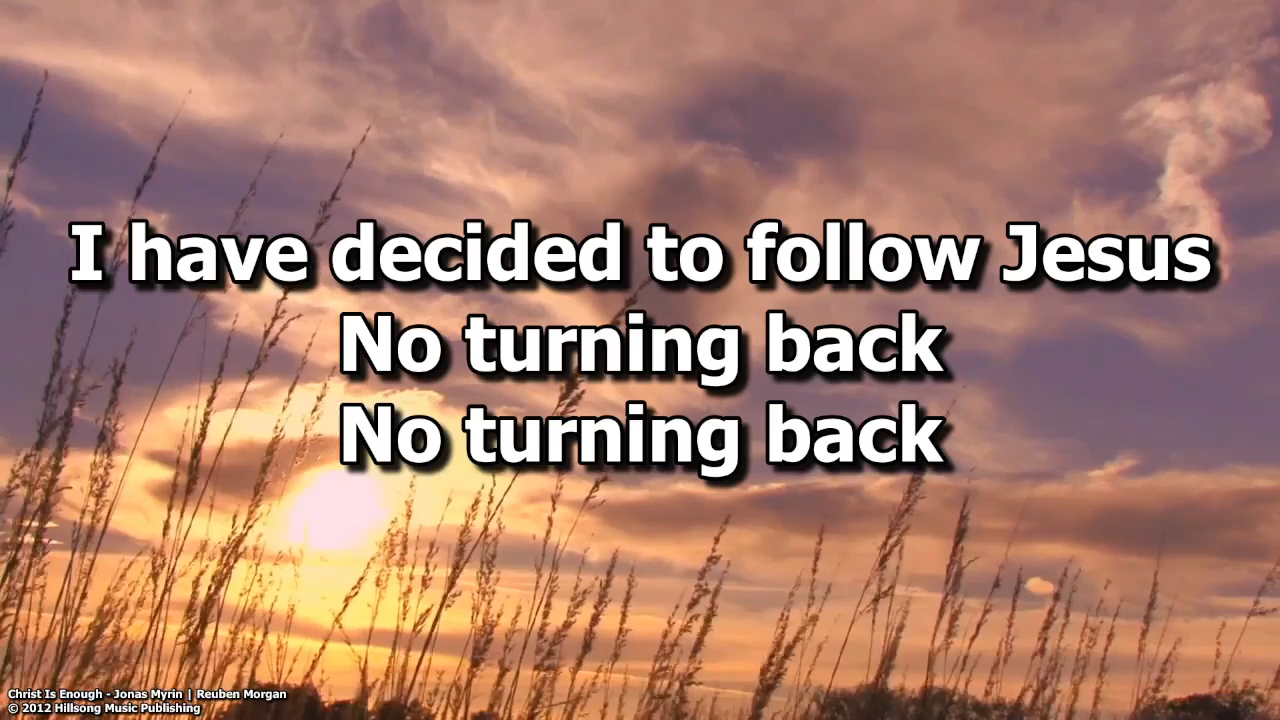 I have decided to follow Jesus
No turning back
No turning back
Christ Is Enough - Jonas Myrin | Reuben Morgan
© 2012 Hillsong Music Publishing